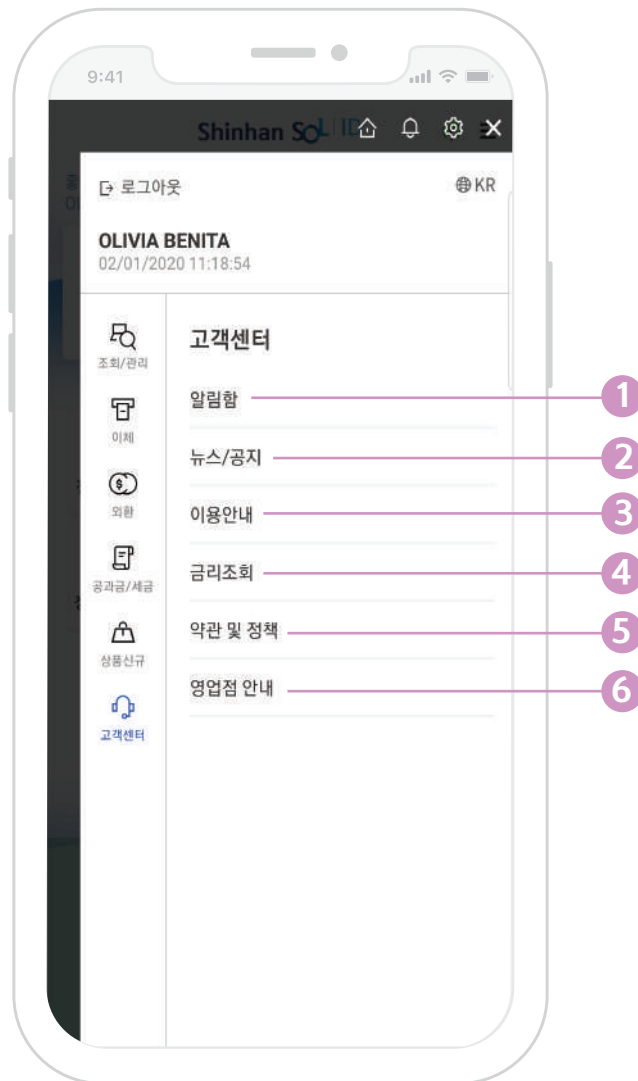 9:41
Shinhan SOL ID
로그아웃
KR
OLIVIA BENITA
02/01/2020 11:18:54
조회/관리
이체
외환
공과금/세금
상품신규
고객센터
고객센터
알림함 1
뉴스/공지 2
이용안내 3
금리조회 4
약관 및 정책 5
영업점 안내 6